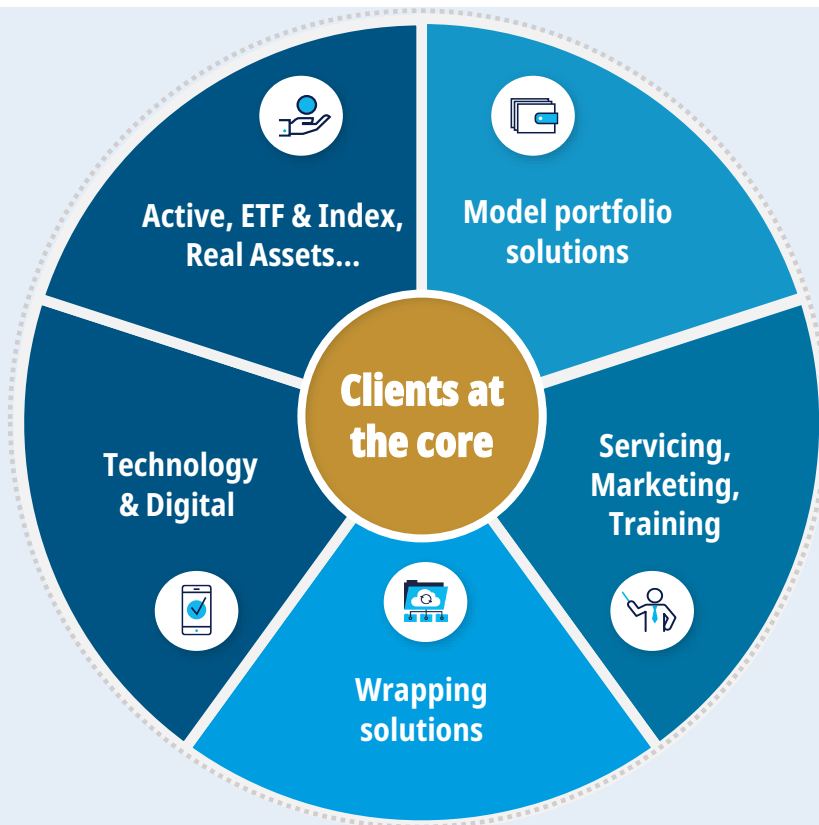 Active, ETF & Index,
Real Assets...
Model portfolio
solutions
Clients at
the core
Technology
& Digital
Servicing,
Marketing,
Training
Wrapping
solutions